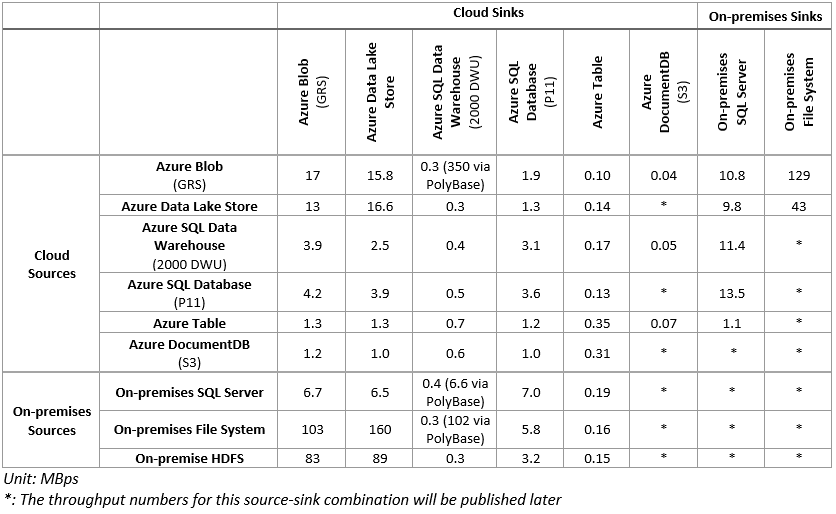 Cloud Sinks On-premises Sinks
Azure Blob
(GRS)
Azure Data Lake
Store
Azure SQL Data
Warehouse
(2000 DWU)
Azure SQL
Database
(P11)
Azure Table
Azure
DocumentDB
(S3)
On-premises
SQL Server
On-premises
File System
Cloud
Sources
Azure Blob
(GRS)
17 15.8 0.3 (350 via
PolyBase) 1.9 0.10 0.04 10.8 129
Azure Data Lake Store 13 16.6 0.3 1.3 0.14 * 9.8 43
Azure SQL Data
Warehouse
(2000 DWU)
3.9 2.5 0.4 3.1 0.17 0.05 11.4 *
Azure SQL Database
(P11)
4.2 3.9 0.5 3.6 0.13 * 13.5 *
Azure Table 1.3 1.3 0.7 1.2 0.35 0.07 1.1 *
Azure DocumentDB
(S3)
1.2 1.0 0.6 1.0 0.31 * * *
On-premises
Sources
On-premises SQL Server 6.7 6.5 0.4 (6.6 via
PolyBase) 7.0 0.19 * * *
On-premises File System 103 160 0.3 (102 via
PolyBase) 5.8 0.16 * * *
On-premise HDFS 83 89 0.3 3.2 0.15 * * *
Unit: MBps
*: The throughput numbers for this source-sink combination will be published later